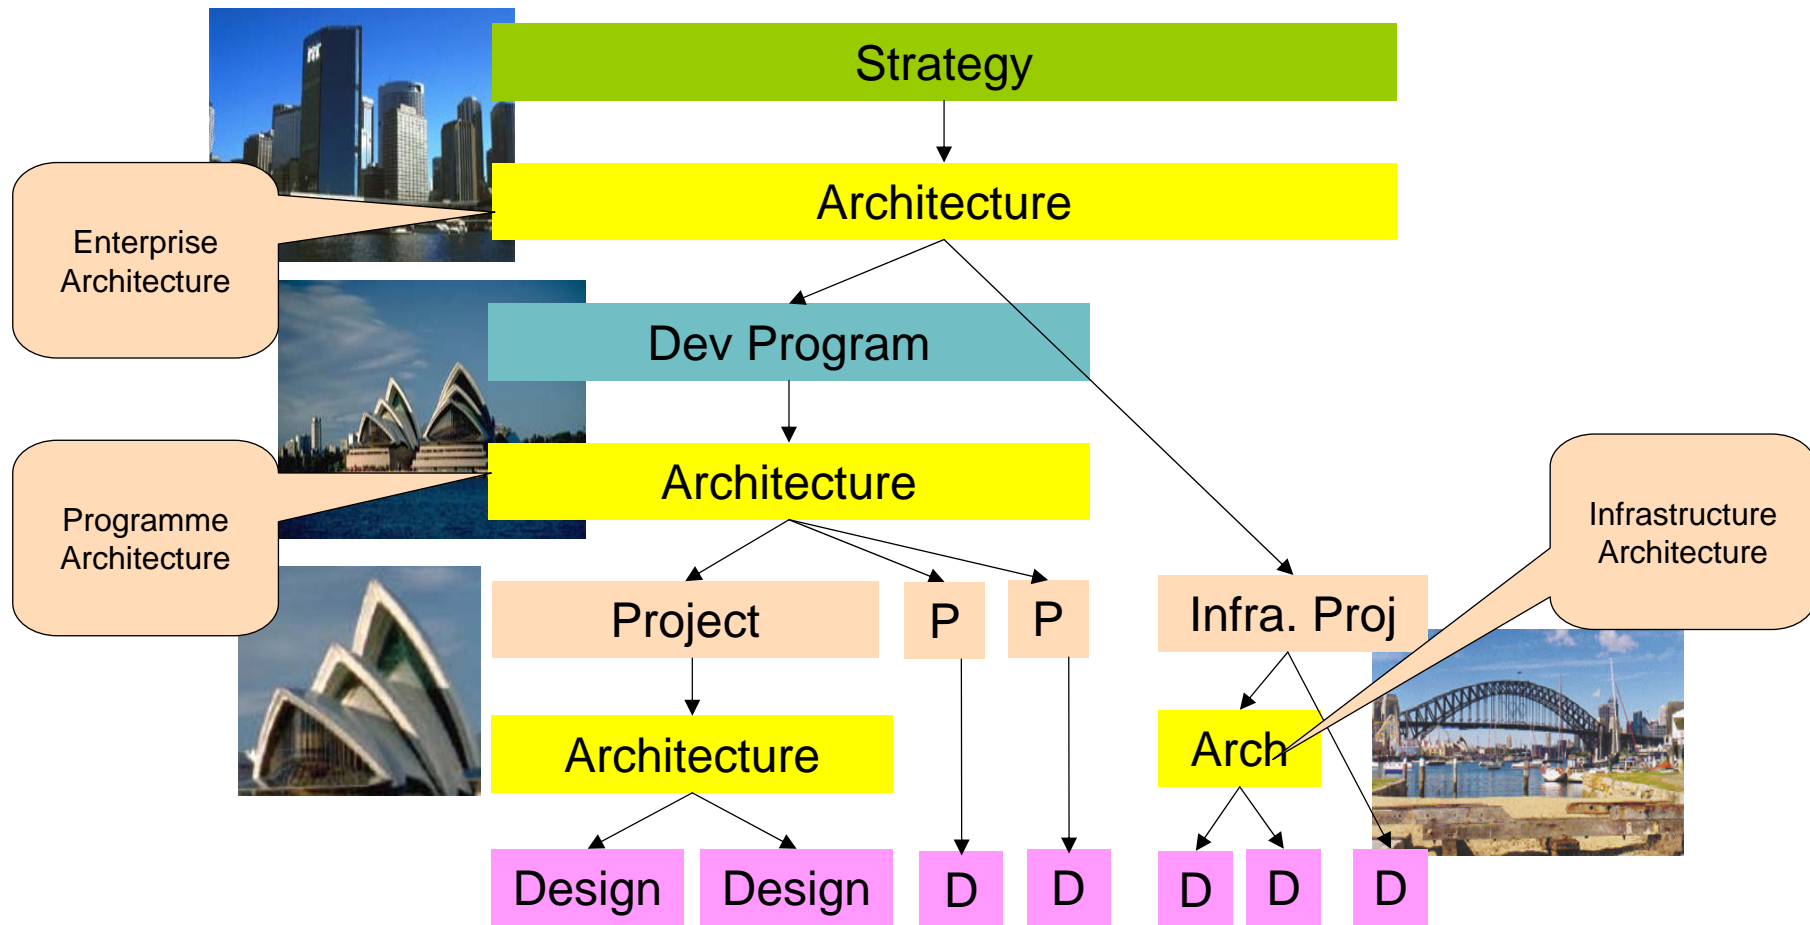 Strategy
Architecture
Enterprise
Architecture
Dev Program
Architecture
Programme
Architecture
Infrastructure
Architecture
Project
P
P
Infra. Proj
Architecture
Arch
Design
Design
D
D
D
D
D